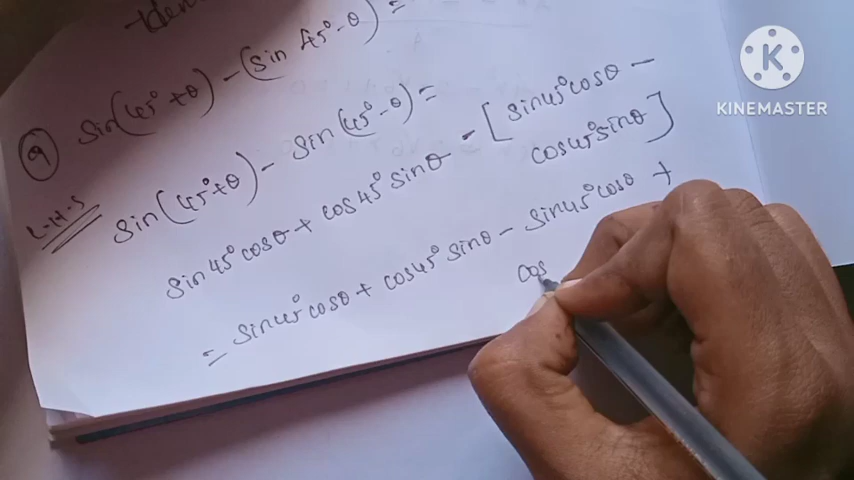 Iden
9 sin(45°+θ) - (sin 45°-θ) =
L.H.S sin(45°+θ) - sin(45°-θ) =
sin 45° cosθ + cos 45° sinθ - [sin45° cosθ -
cos45° sinθ]
= sin45° cosθ + cos45° sinθ - sin45° cosθ +
cos
K
KINEMASTER